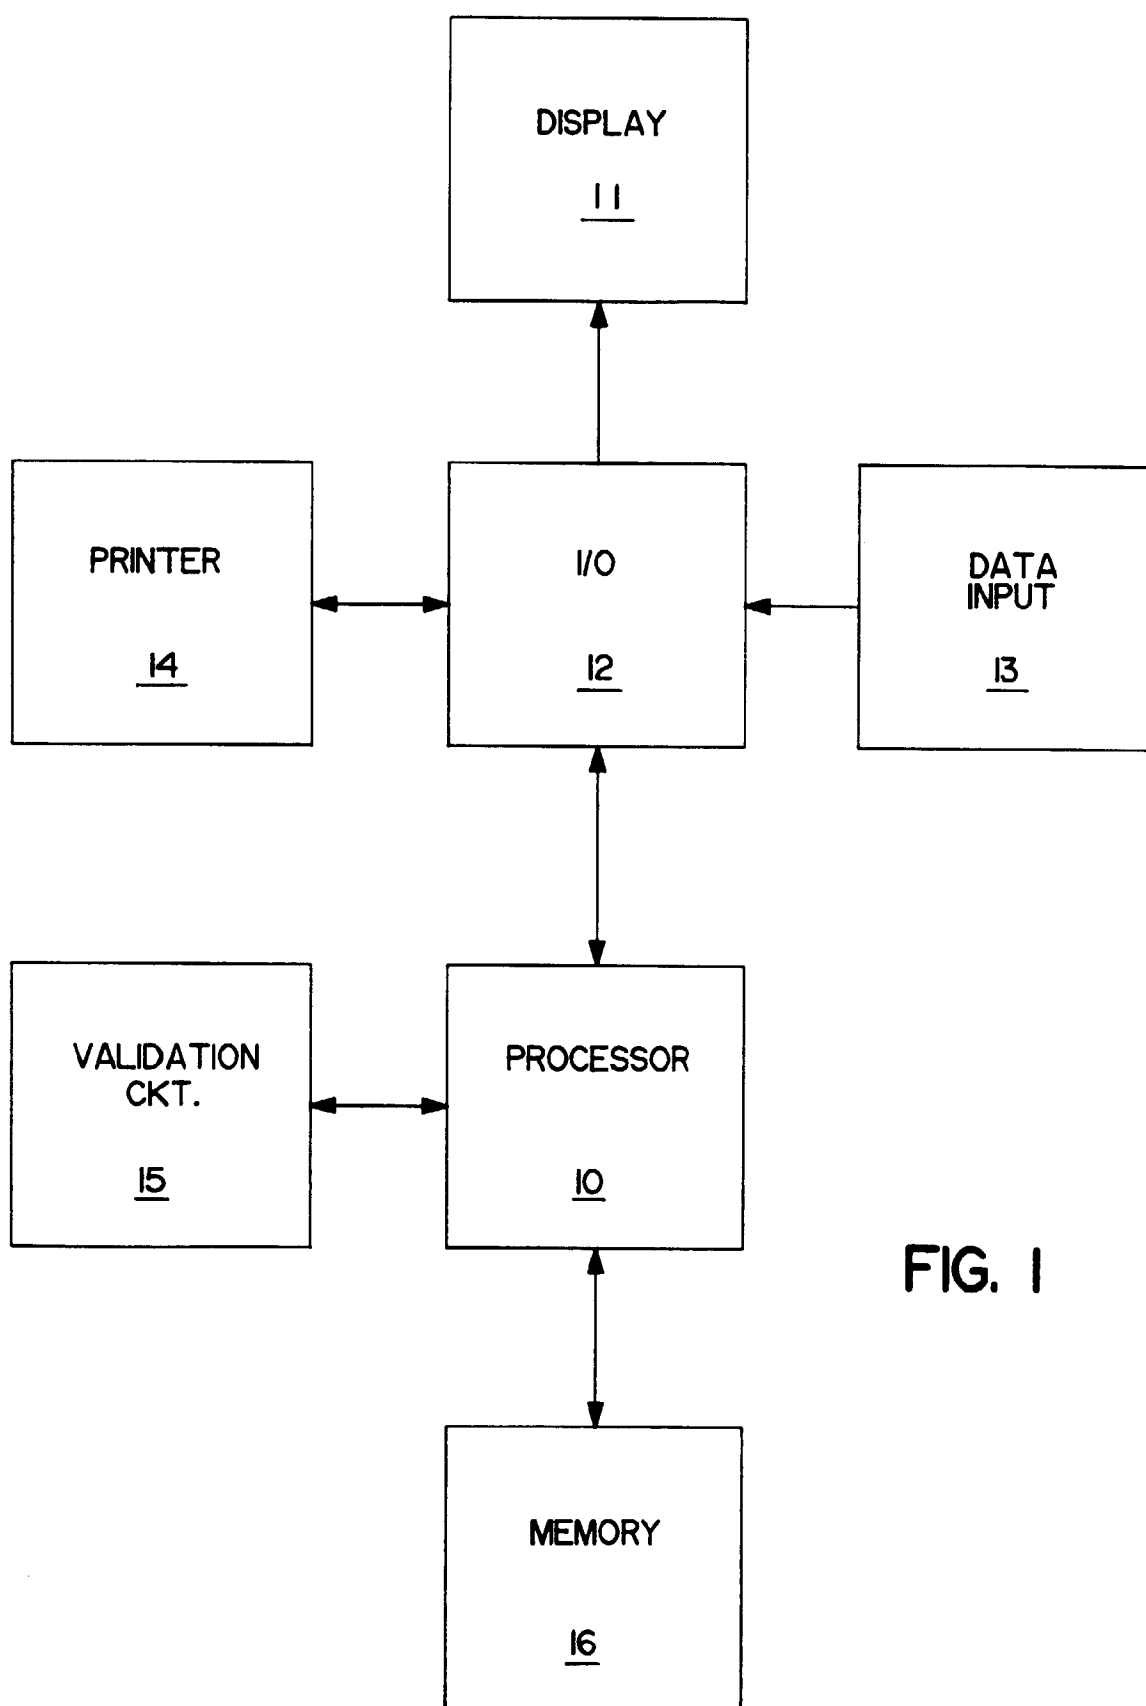 DISPLAY
11
PRINTER
14
I/O
12
DATA
INPUT
13
VALIDATION
CKT.
15
PROCESSOR
10
FIG. 1
MEMORY
16